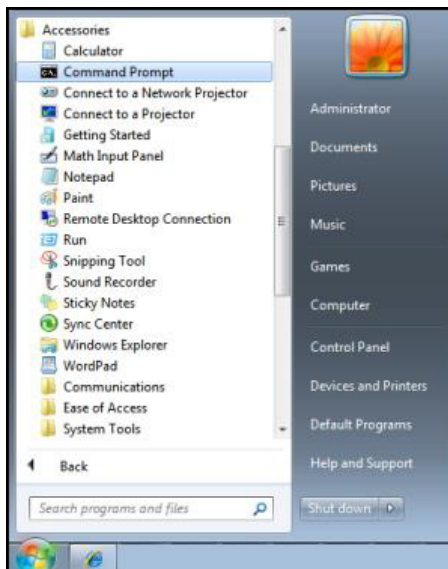 Accessories
Calculator
Command Prompt
Connect to a Network Projector
Connect to a Projector
Getting Started
Math Input Panel
Notepad
Paint
Remote Desktop Connection
Run
Snipping Tool
Sound Recorder
Sticky Notes
Sync Center
Windows Explorer
WordPad
Communications
Ease of Access
System Tools
Back
Search programs and files
Administrator
Documents
Pictures
Music
Games
Computer
Control Panel
Devices and Printers
Default Programs
Help and Support
Shut down